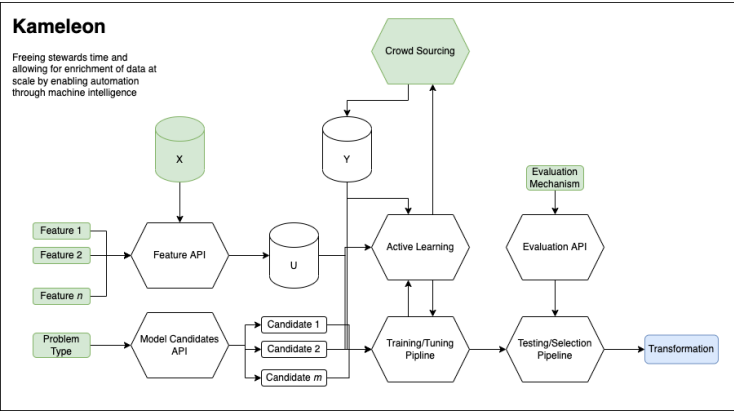 Kameleon
Freeing stewards time and
allowing for enrichment of data at
scale by enabling automation
through machine intelligence
Crowd Sourcing
X
Y
Evaluation
Mechanism
Feature 1
Feature 2
Feature n
Feature API
U
Active Learning
Evaluation API
Problem
Type
Model Candidates
API
Candidate 1
Candidate 2
Candidate m
Training/Tuning
Pipline
Testing/Selection
Pipeline
Transformation